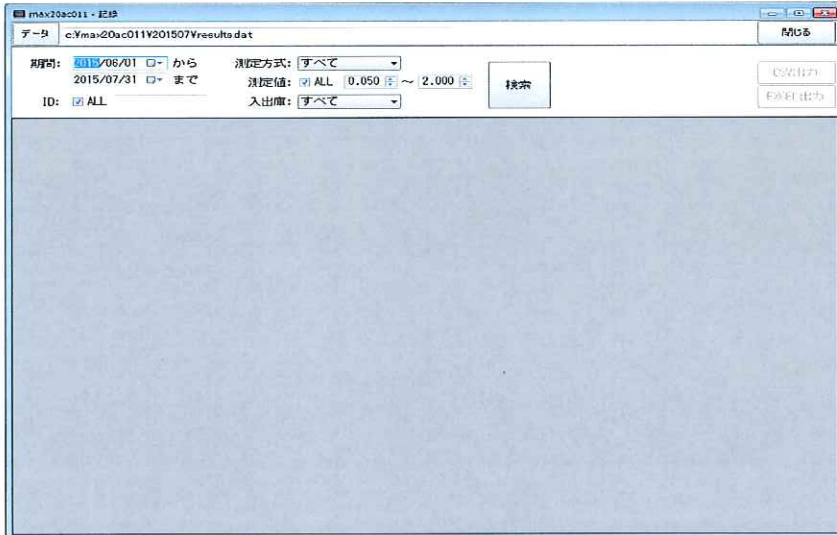 max20ac011 - 記録
データ c:¥max20ac011¥201507¥results.dat 閉じる
期間: 2015/06/01 から 測定方式: すべて
2015/07/31 まで 測定値: ALL 0.050 ～ 2.000 検索 CSV出力
ID: ALL 入出庫: すべて EXCEL出力